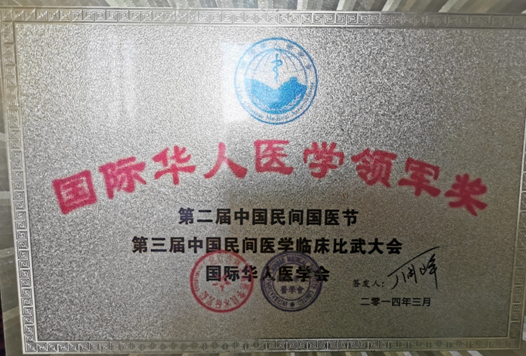 国际华人医学领军奖
第二届中国民间国医节
第三届中国民间医学临床比武大会
国际华人医学会
签发人：
二零一四年三月